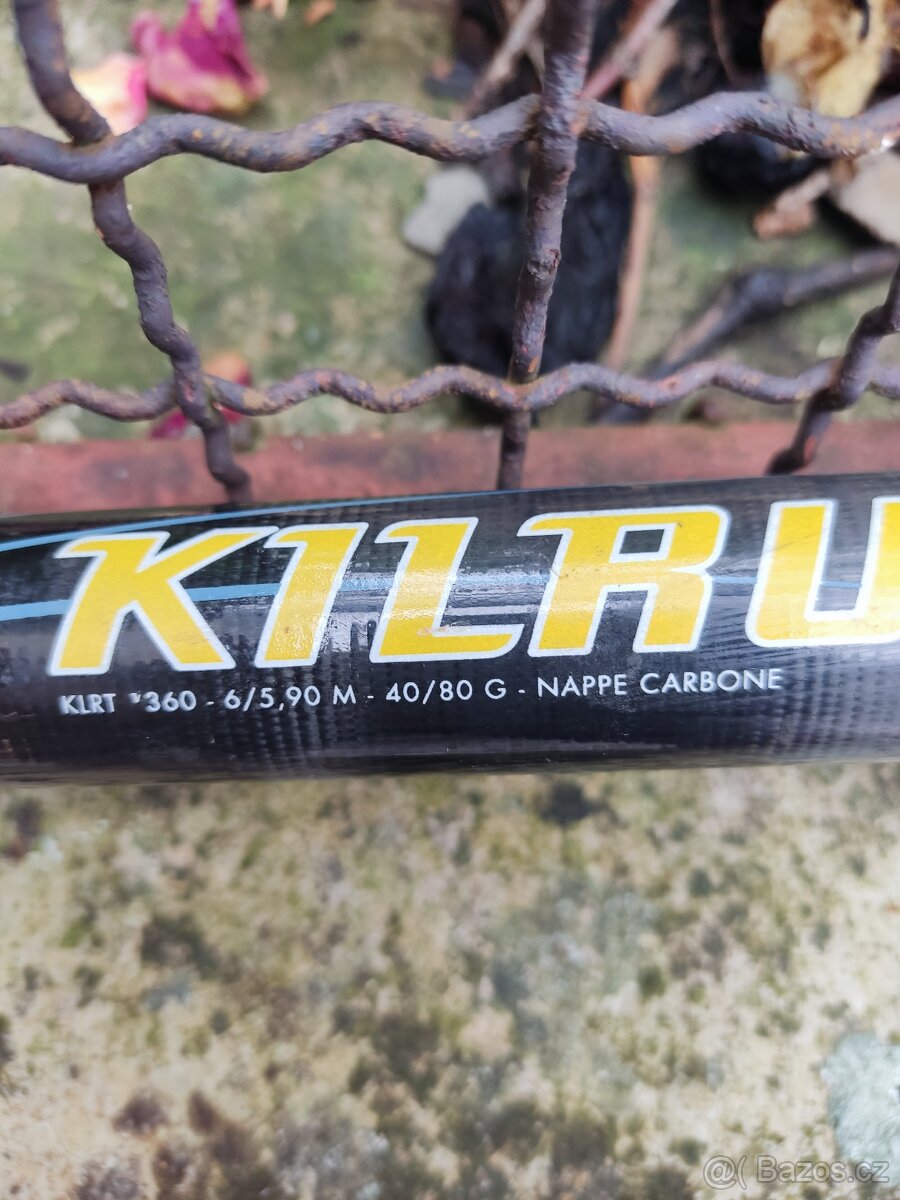 KILRU
KLRT 360 - 6/5,90 M - 40/80 G - NAPPE CARBONE
@( Bazos.cz